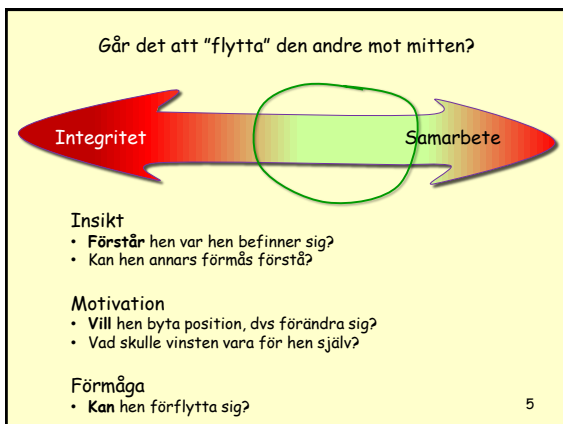 Går det att ”flytta” den andre mot mitten?
Integritet
Samarbete
Insikt
• Förstår hen var hen befinner sig?
• Kan hen annars förmås förstå?
Motivation
• Vill hen byta position, dvs förändra sig?
• Vad skulle vinsten vara för hen själv?
Förmåga
• Kan hen förflytta sig?
5